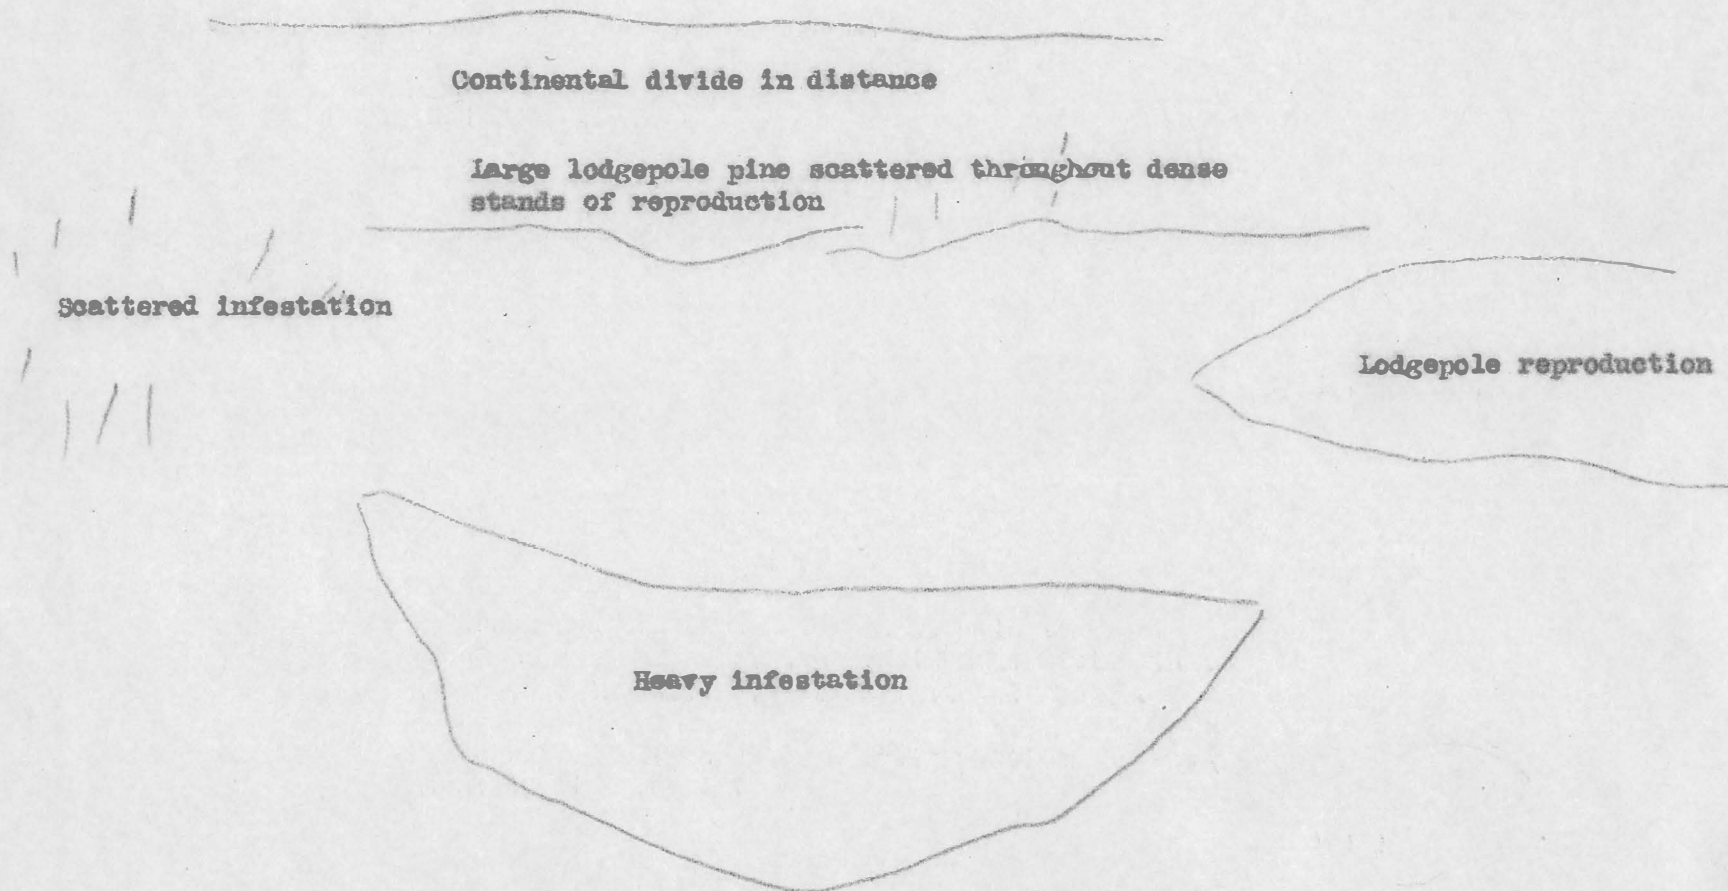 Continental divide in distance
Large lodgepole pine scattered throughout dense
stands of reproduction
Scattered infestation
Lodgepole reproduction
Heavy infestation